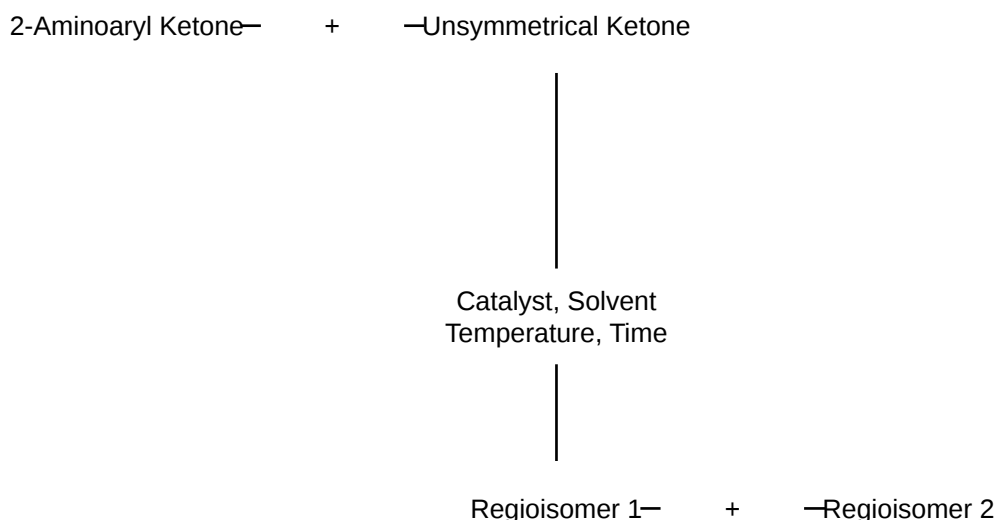 2-Aminoaryl Ketone + Unsymmetrical Ketone
Catalyst, Solvent
Temperature, Time
Regioisomer 1 + Regioisomer 2